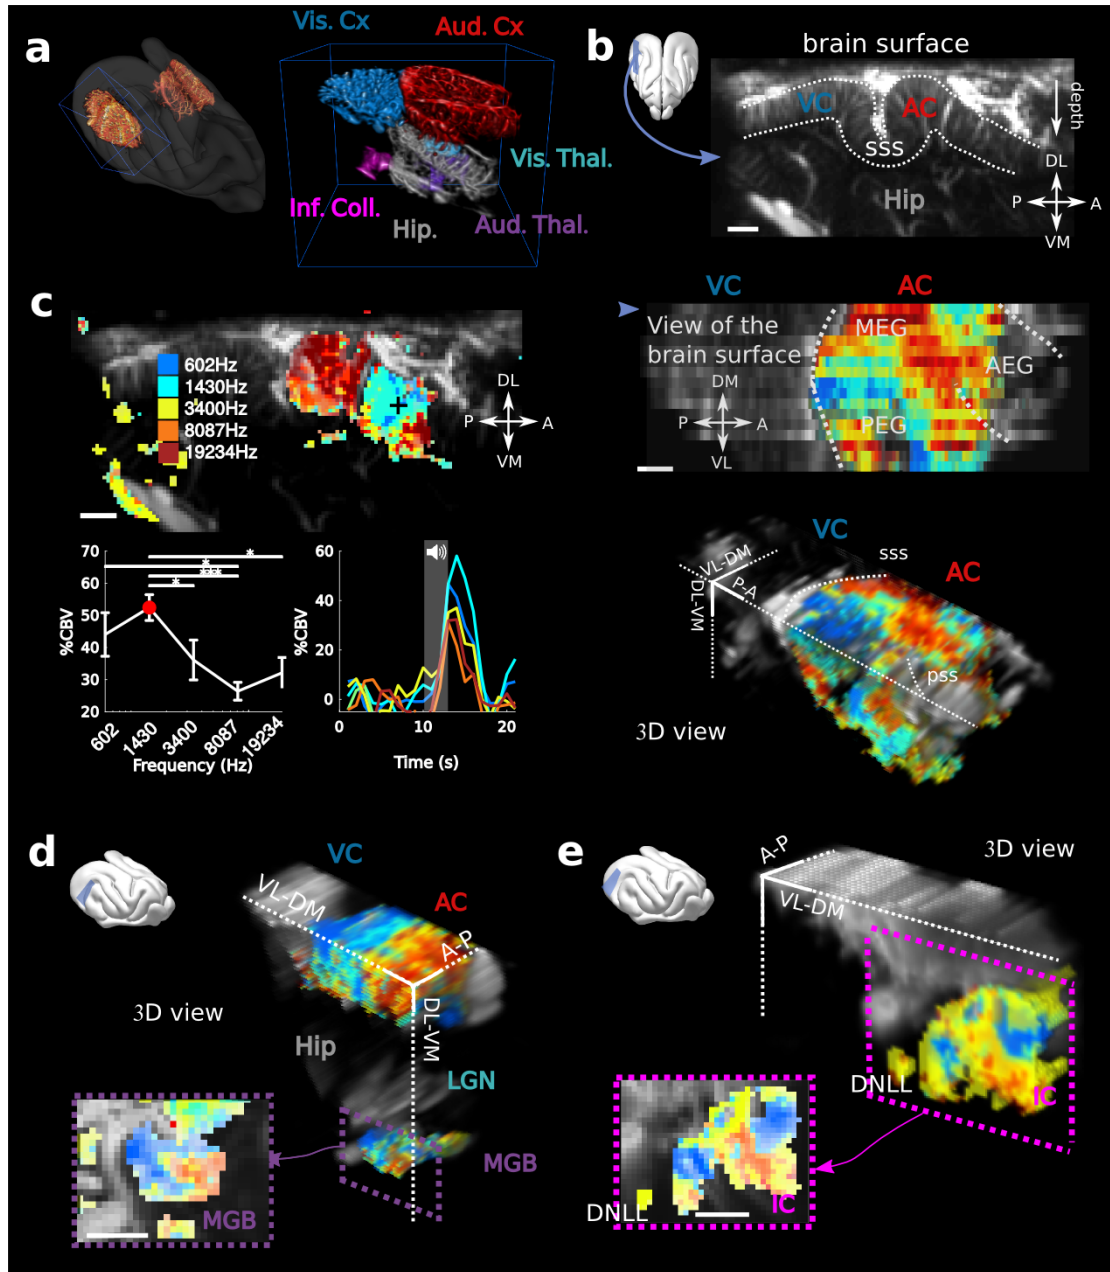 a
Vis. Cx
Aud. Cx
Vis. Thal.
Inf. Coll.
Hip.
Aud. Thal.
b
brain surface
VC
AC
SSS
depth
Hip
DL
P
A
VM
c
602Hz
1430Hz
3400Hz
8087Hz
19234Hz
DL
P
A
VM
VC
AC
View of the
brain surface
MEG
AEG
PEG
DM
P
A
VL
*
*
***
*
%CBV
70
60
50
40
30
20
602
1430
3400
8087
19234
Frequency (Hz)
%CBV
60
40
20
0
0
10
20
Time (s)
VC
sss
AC
VL-DM
P-A
DL-VM
pss
3D view
d
VC
AC
VL-DM
A-P
DL-VM
3D view
Hip
LGN
MGB
MGB
e
3D view
A-P
VL-DM
DNLL
IC
DNLL
IC